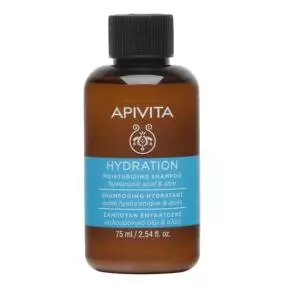 APIVITA
HYDRATION
MOISTURIZING SHAMPOO
hyaluronic acid & aloe
SHAMPOOING HYDRATANT
acide hyaluronique & aloès
ΣΑΜΠΟΥΑΝ ΕΝΥΔΑΤΩΣΗΣ
υαλουρονικό οξύ & αλόη
75 ml / 2,54 fl. oz.